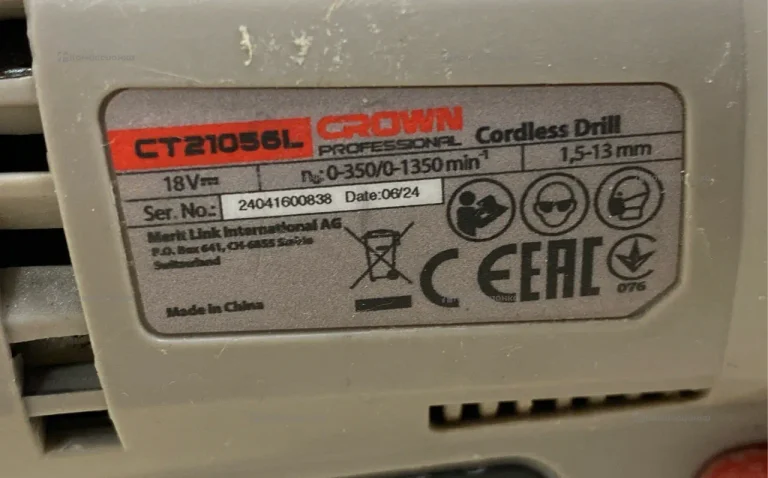 CT21056L CROWN
PROFESSIONAL Cordless Drill
18V n₀:0-350/0-1350 min⁻¹ 1,5-13 mm
Ser. No.: 24041600838 Date:06/24
Merit Link International AG
P.O. Box 641, CH-6855 Stabio
Switzerland
Made in China
CE EAC
076